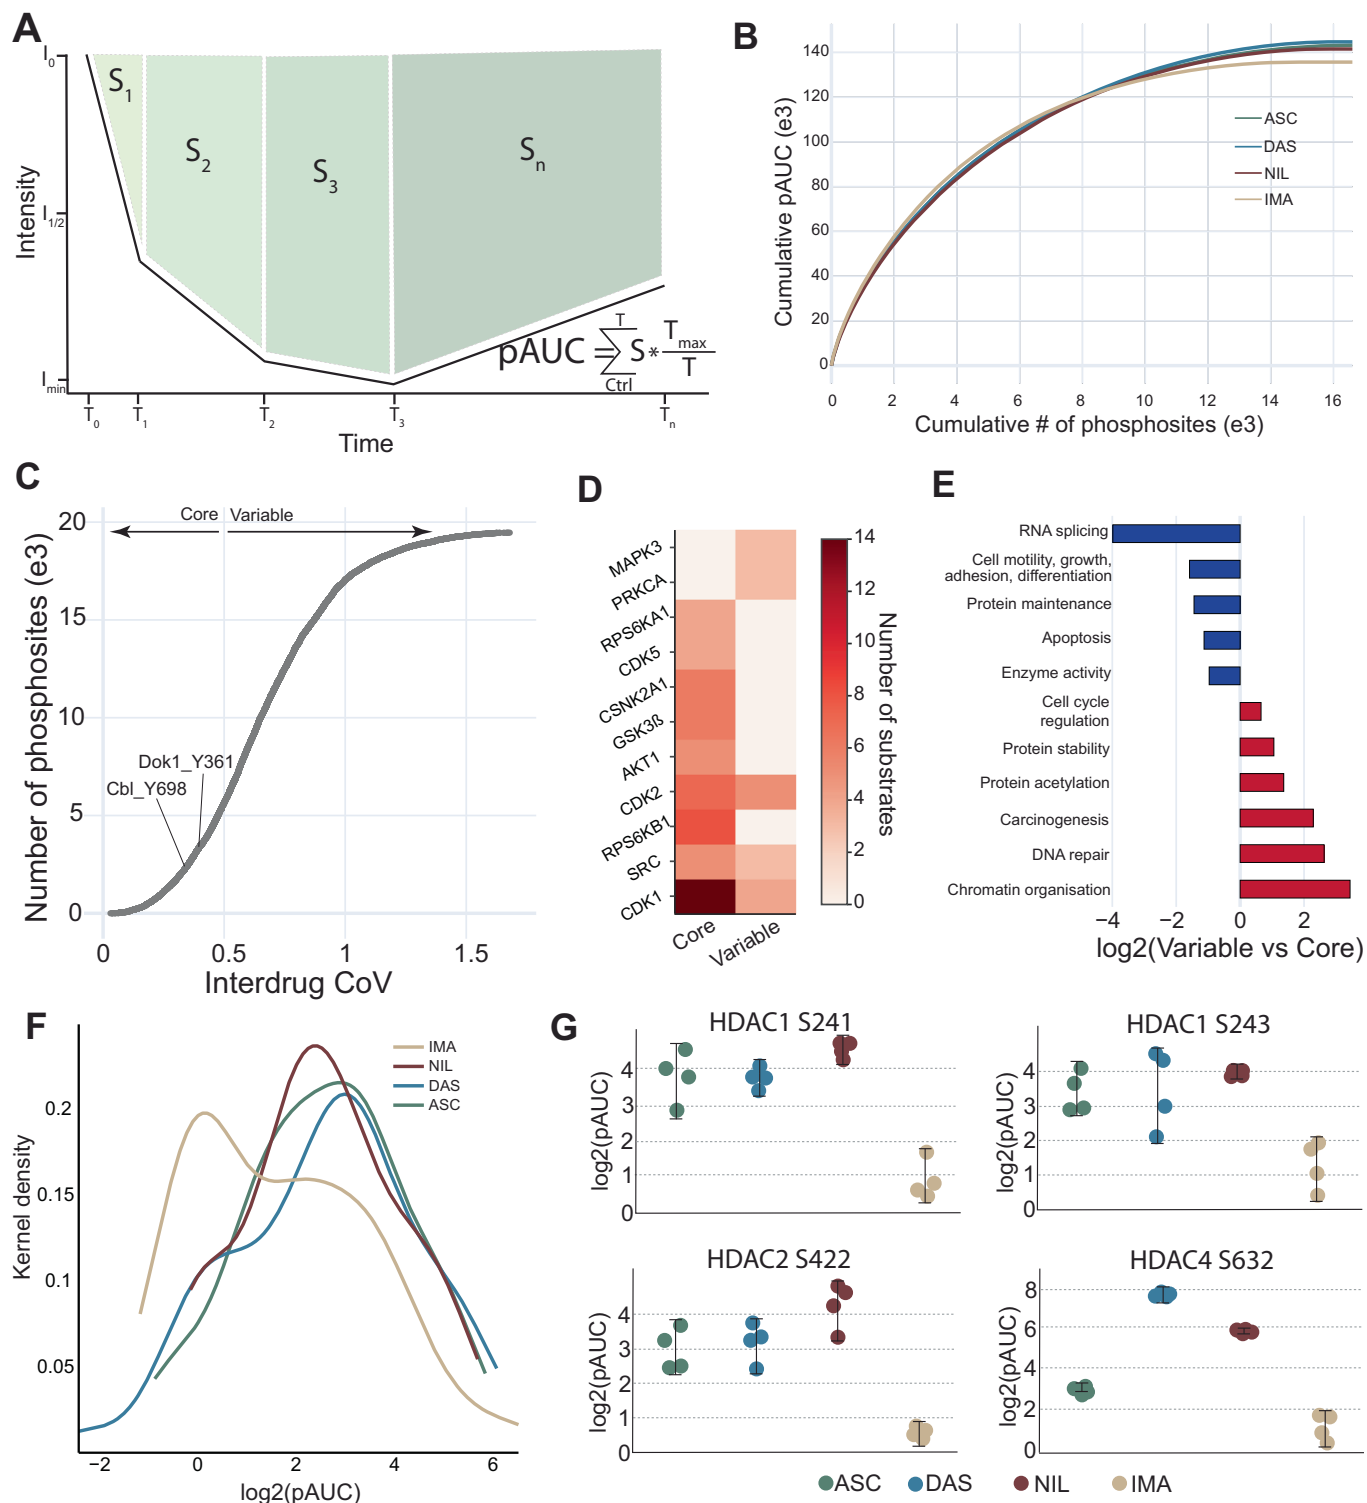 A
I0
I1/2
Imin
Intensity
S1
S2
S3
Sn
pAUC = ∑ S * Tmax / T
T
Ctrl
T0 T1 T2 T3 Tn
Time
B
Cumulative pAUC (e3)
140
120
100
80
60
40
20
0
ASC
DAS
NIL
IMA
0 2 4 6 8 10 12 14 16
Cumulative # of phosphosites (e3)
C
Number of phosphosites (e3)
Core Variable
20
15
10
5
0
Dok1_Y361
Cbl_Y698
0 0.5 1 1.5
Interdrug CoV
D
MAPK3
PRKCA
RPS6KA1
CDK5
CSNK2A1
GSK3ß
AKT1
CDK2
RPS6KB1
SRC
CDK1
Core Variable
14
12
10
8
6
4
2
0
Number of substrates
E
RNA splicing
Cell motility, growth,
adhesion, differentiation
Protein maintenance
Apoptosis
Enzyme activity
Cell cycle
regulation
Protein stability
Protein acetylation
Carcinogenesis
DNA repair
Chromatin organisation
−4 −2 0 2
log2(Variable vs Core)
F
Kernel density
0.2
0.15
0.1
0.05
IMA
NIL
DAS
ASC
−2 0 2 4 6
log2(pAUC)
G
HDAC1 S241
log2(pAUC)
4
3
2
1
0
HDAC1 S243
log2(pAUC)
4
3
2
1
0
HDAC2 S422
log2(pAUC)
4
3
2
1
0
HDAC4 S632
log2(pAUC)
8
6
4
2
0
ASC DAS NIL IMA